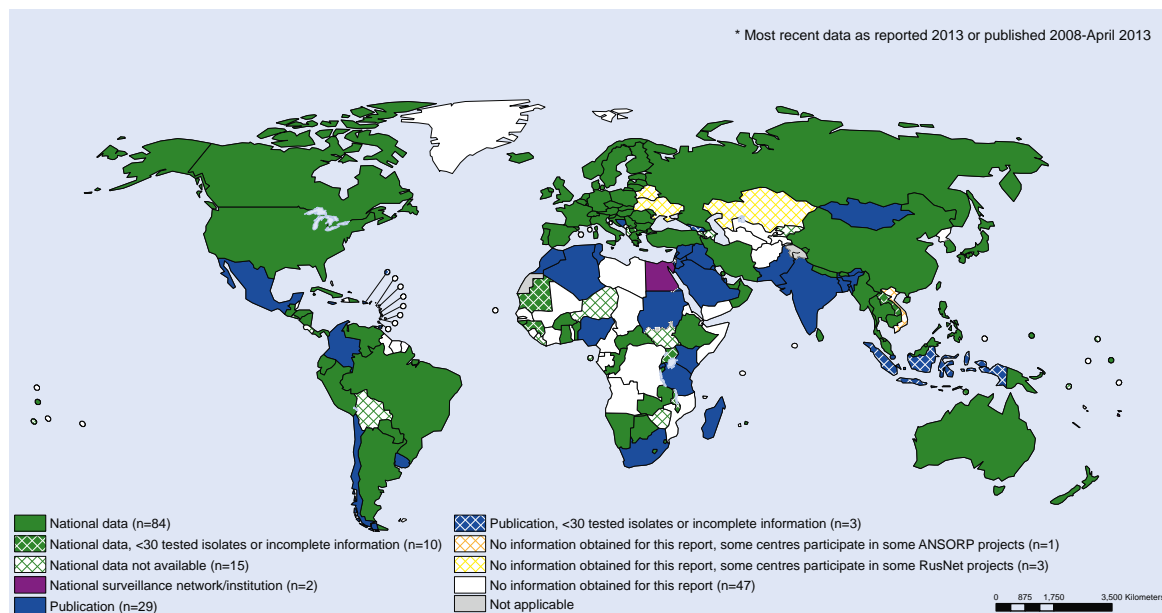 * Most recent data as reported 2013 or published 2008-April 2013
National data (n=84)
National data, <30 tested isolates or incomplete information (n=10)
National data not available (n=15)
National surveillance network/institution (n=2)
Publication (n=29)
Publication, <30 tested isolates or incomplete information (n=3)
No information obtained for this report, some centres participate in some ANSORP projects (n=1)
No information obtained for this report, some centres participate in some RusNet projects (n=3)
No information obtained for this report (n=47)
Not applicable
0 875 1,750 3,500 Kilometers